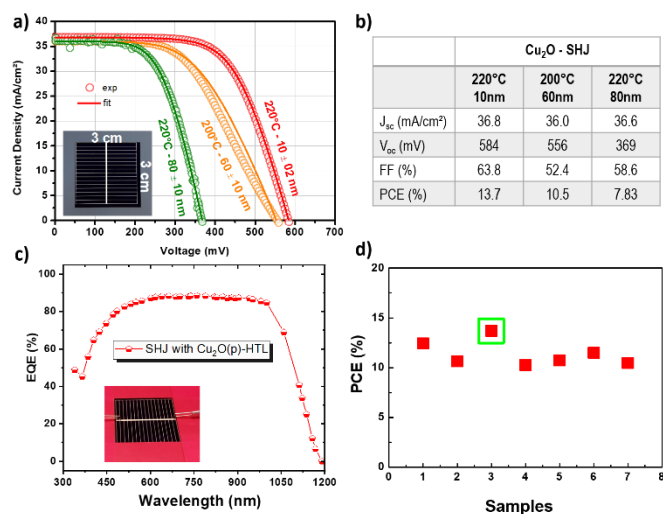 a)
40
35
30
25
20
15
10
5
0
Current Density (mA/cm²)
exp
fit
3 cm
3 cm
220°C - 80 ± 10 nm
200°C - 60 ± 10 nm
220°C - 10 ± 02 nm
0 100 200 300 400 500 600 700
Voltage (mV)
b)
Cu₂O - SHJ
220°C 10nm
200°C 60nm
220°C 80nm
Jsc (mA/cm²) 36.8 36.0 36.6
Voc (mV) 584 556 369
FF (%) 63.8 52.4 58.6
PCE (%) 13.7 10.5 7.83
c)
100
80
60
40
20
0
EQE (%)
SHJ with Cu₂O(p)-HTL
300 450 600 750 900 1050 1200
Wavelength (nm)
d)
20
15
10
5
0
PCE (%)
0 1 2 3 4 5 6 7 8
Samples